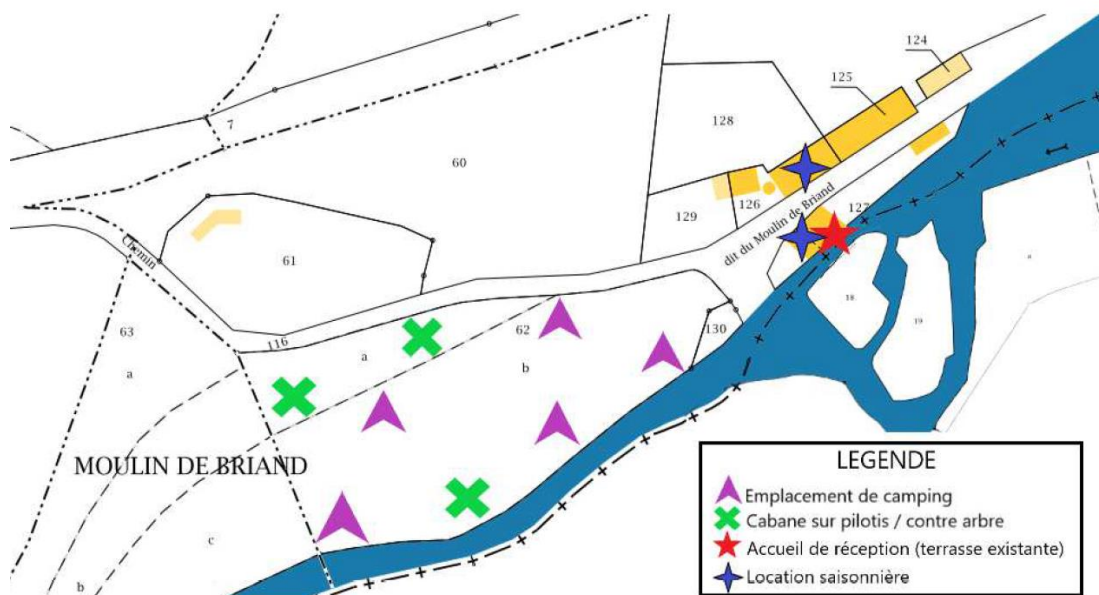 124
125
7
128
60
126
127
129
dit du Moulin de Briand
Chemin
61
18
19
63
116
62
130
a
a
b
MOULIN DE BRIAND
c
b
LEGENDE
Emplacement de camping
Cabane sur pilotis / contre arbre
Accueil de réception (terrasse existante)
Location saisonnière